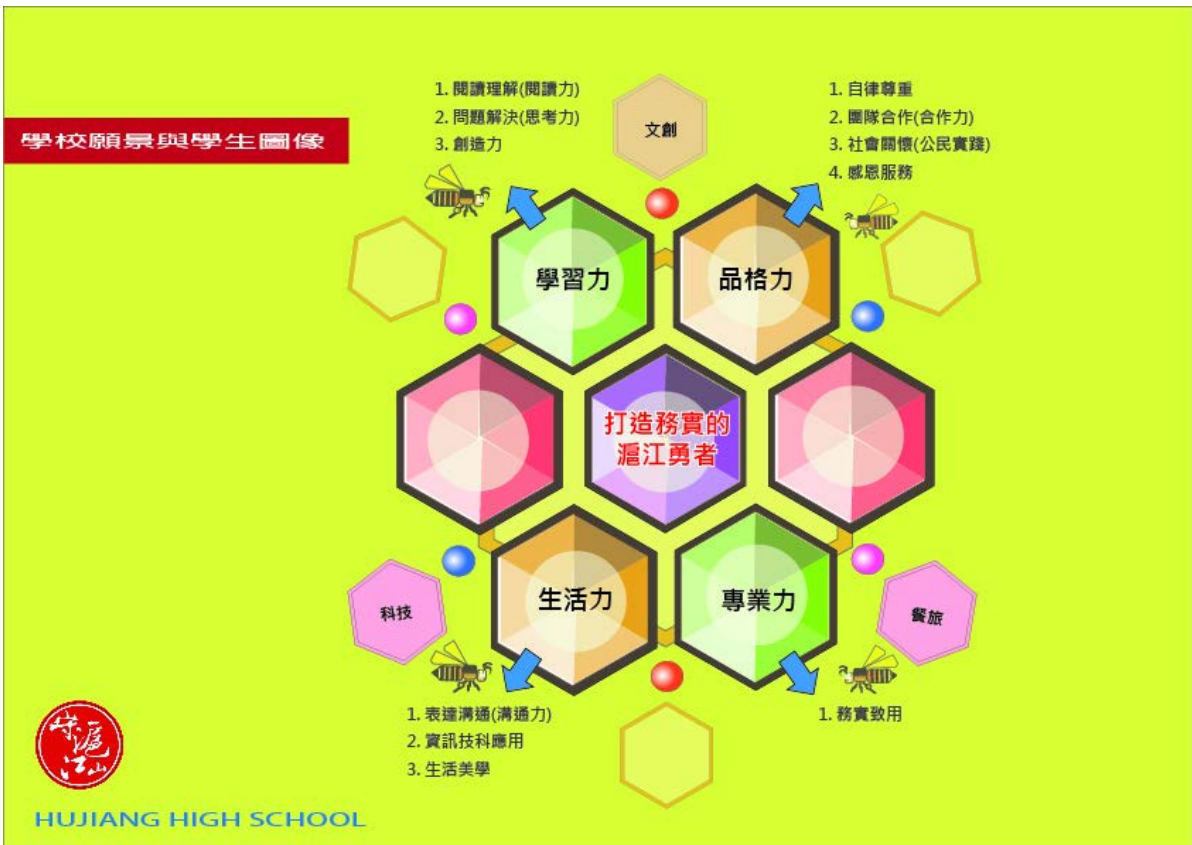 學校願景與學生圖像
1. 閱讀理解(閱讀力)
2. 問題解決(思考力)
3. 創造力
文創
1. 自律尊重
2. 團隊合作(合作力)
3. 社會關懷(公民實踐)
4. 感恩服務
學習力
品格力
打造務實的
滬江勇者
生活力
專業力
科技
餐旅
1. 表達溝通(溝通力)
2. 資訊技科應用
3. 生活美學
1. 務實致用
滬江
HUJIANG HIGH SCHOOL